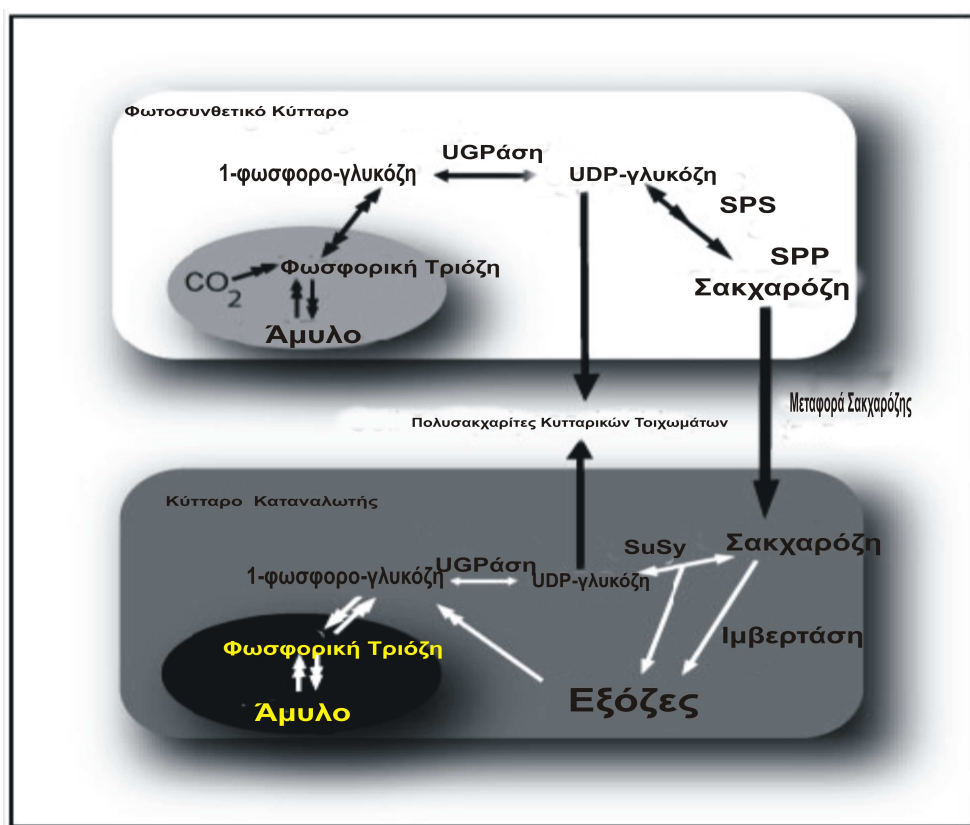 Φωτοσυνθετικό Κύτταρο
UGPάση
1-φωσφορο-γλυκόζη
UDP-γλυκόζη
SPS
SPP
CO2
Φωσφορική Τριόζη
Σακχαρόζη
Άμυλο
Μεταφορά Σακχαρόζης
Πολυσακχαρίτες Κυτταρικών Τοιχωμάτων
Κύτταρο Καταναλωτής
SuSy
Σακχαρόζη
UGPάση
1-φωσφορο-γλυκόζη
UDP-γλυκόζη
Ιμβερτάση
Φωσφορική Τριόζη
Εξόζες
Άμυλο